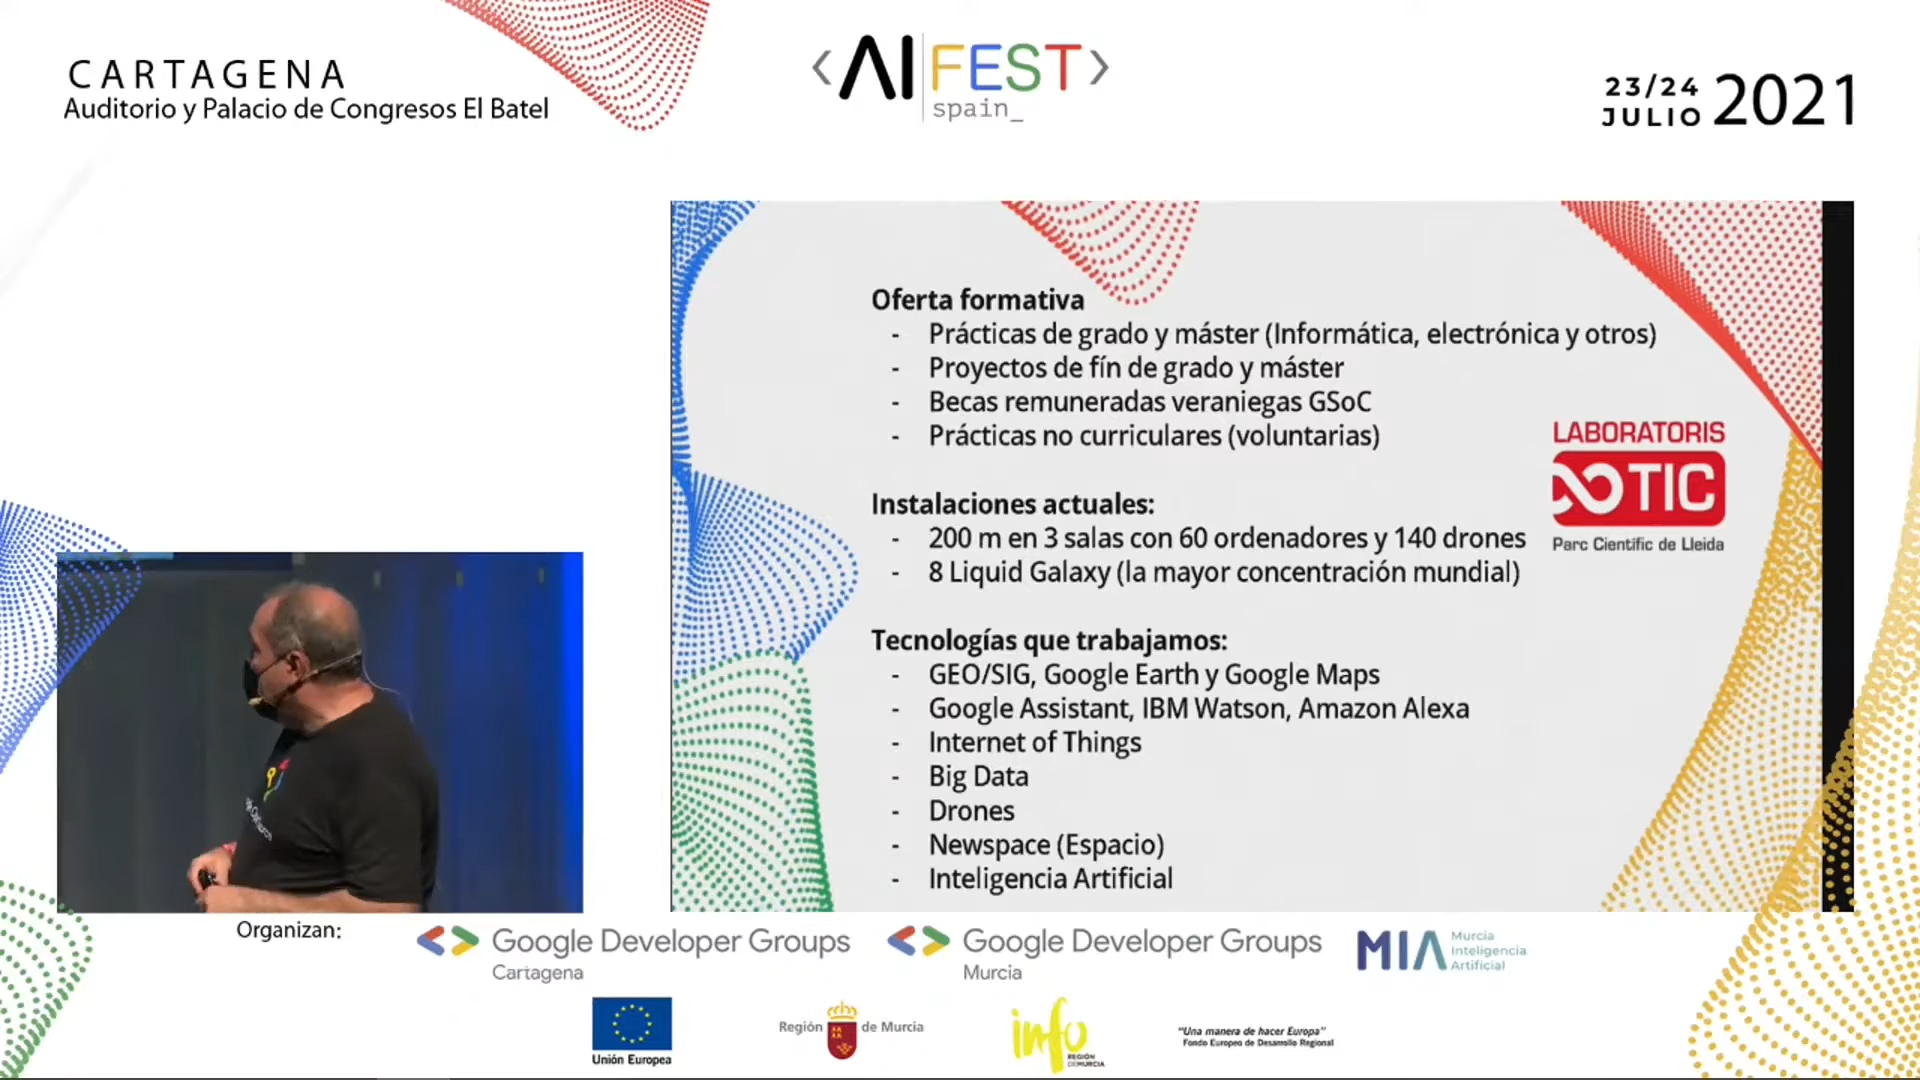 CARTAGENA
Auditorio y Palacio de Congresos El Batel
<AI FEST>
spain_
23/24
JULIO 2021
Oferta formativa
- Prácticas de grado y máster (Informática, electrónica y otros)
- Proyectos de fín de grado y máster
- Becas remuneradas veraniegas GSoC
- Prácticas no curriculares (voluntarias)
Instalaciones actuales:
- 200 m en 3 salas con 60 ordenadores y 140 drones
- 8 Liquid Galaxy (la mayor concentración mundial)
Tecnologías que trabajamos:
- GEO/SIG, Google Earth y Google Maps
- Google Assistant, IBM Watson, Amazon Alexa
- Internet of Things
- Big Data
- Drones
- Newspace (Espacio)
- Inteligencia Artificial
LABORATORIS
TIC
Parc Científic de Lleida
Organizan:
Google Developer Groups
Cartagena
Google Developer Groups
Murcia
MIA
Murcia
Inteligencia
Artificial
Unión Europea
Región de Murcia
info
REGIÓN
DE MURCIA
"Una manera de hacer Europa"
Fondo Europeo de Desarrollo Regional